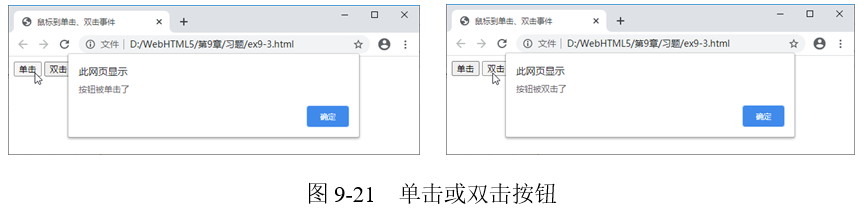 鼠标到单击、双击事件
文件 | D:/WebHTML5/第9章/习题/ex9-3.html
单击 双击
此网页显示
按钮被单击了
确定
鼠标到单击、双击事件
文件 | D:/WebHTML5/第9章/习题/ex9-3.html
单击 双击
此网页显示
按钮被双击了
确定
图 9-21 单击或双击按钮